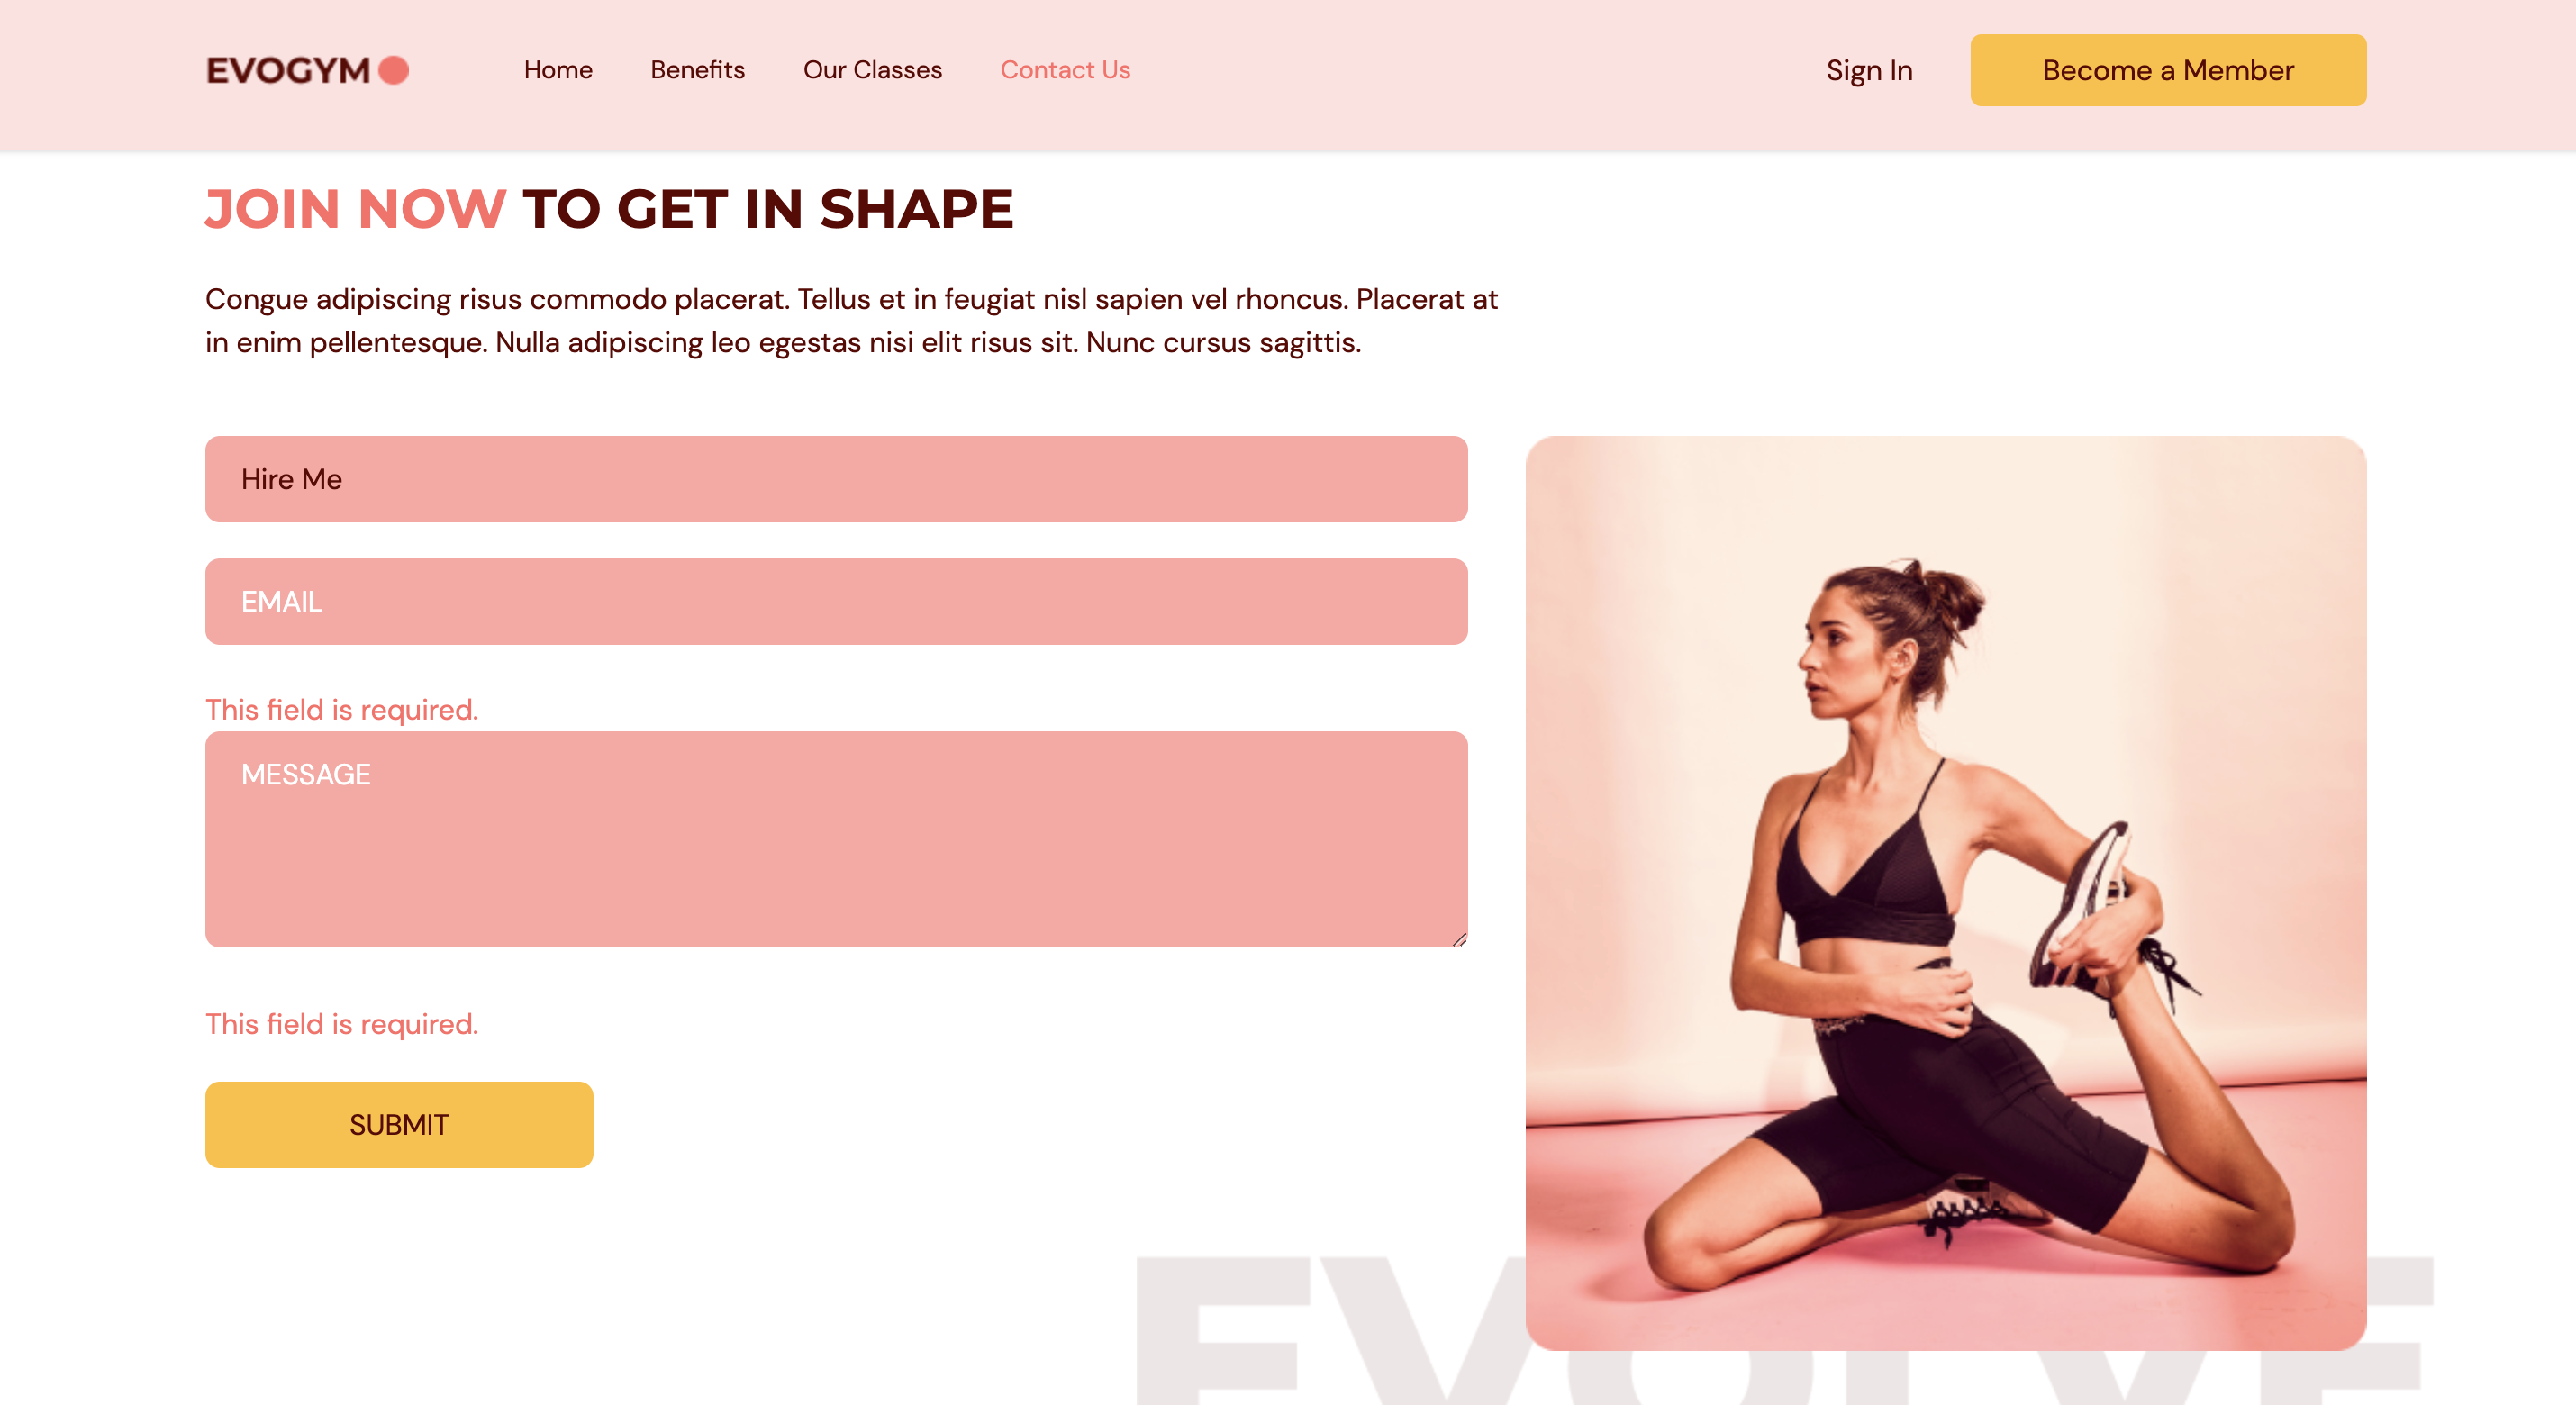 EVOGYM
Home
Benefits
Our Classes
Contact Us
Sign In
Become a Member
JOIN NOW TO GET IN SHAPE
Congue adipiscing risus commodo placerat. Tellus et in feugiat nisl sapien vel rhoncus. Placerat at
in enim pellentesque. Nulla adipiscing leo egestas nisi elit risus sit. Nunc cursus sagittis.
Hire Me
EMAIL
This field is required.
MESSAGE
This field is required.
SUBMIT
EVOLVE